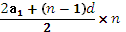 2a₁ + (n − 1)d / 2 × n